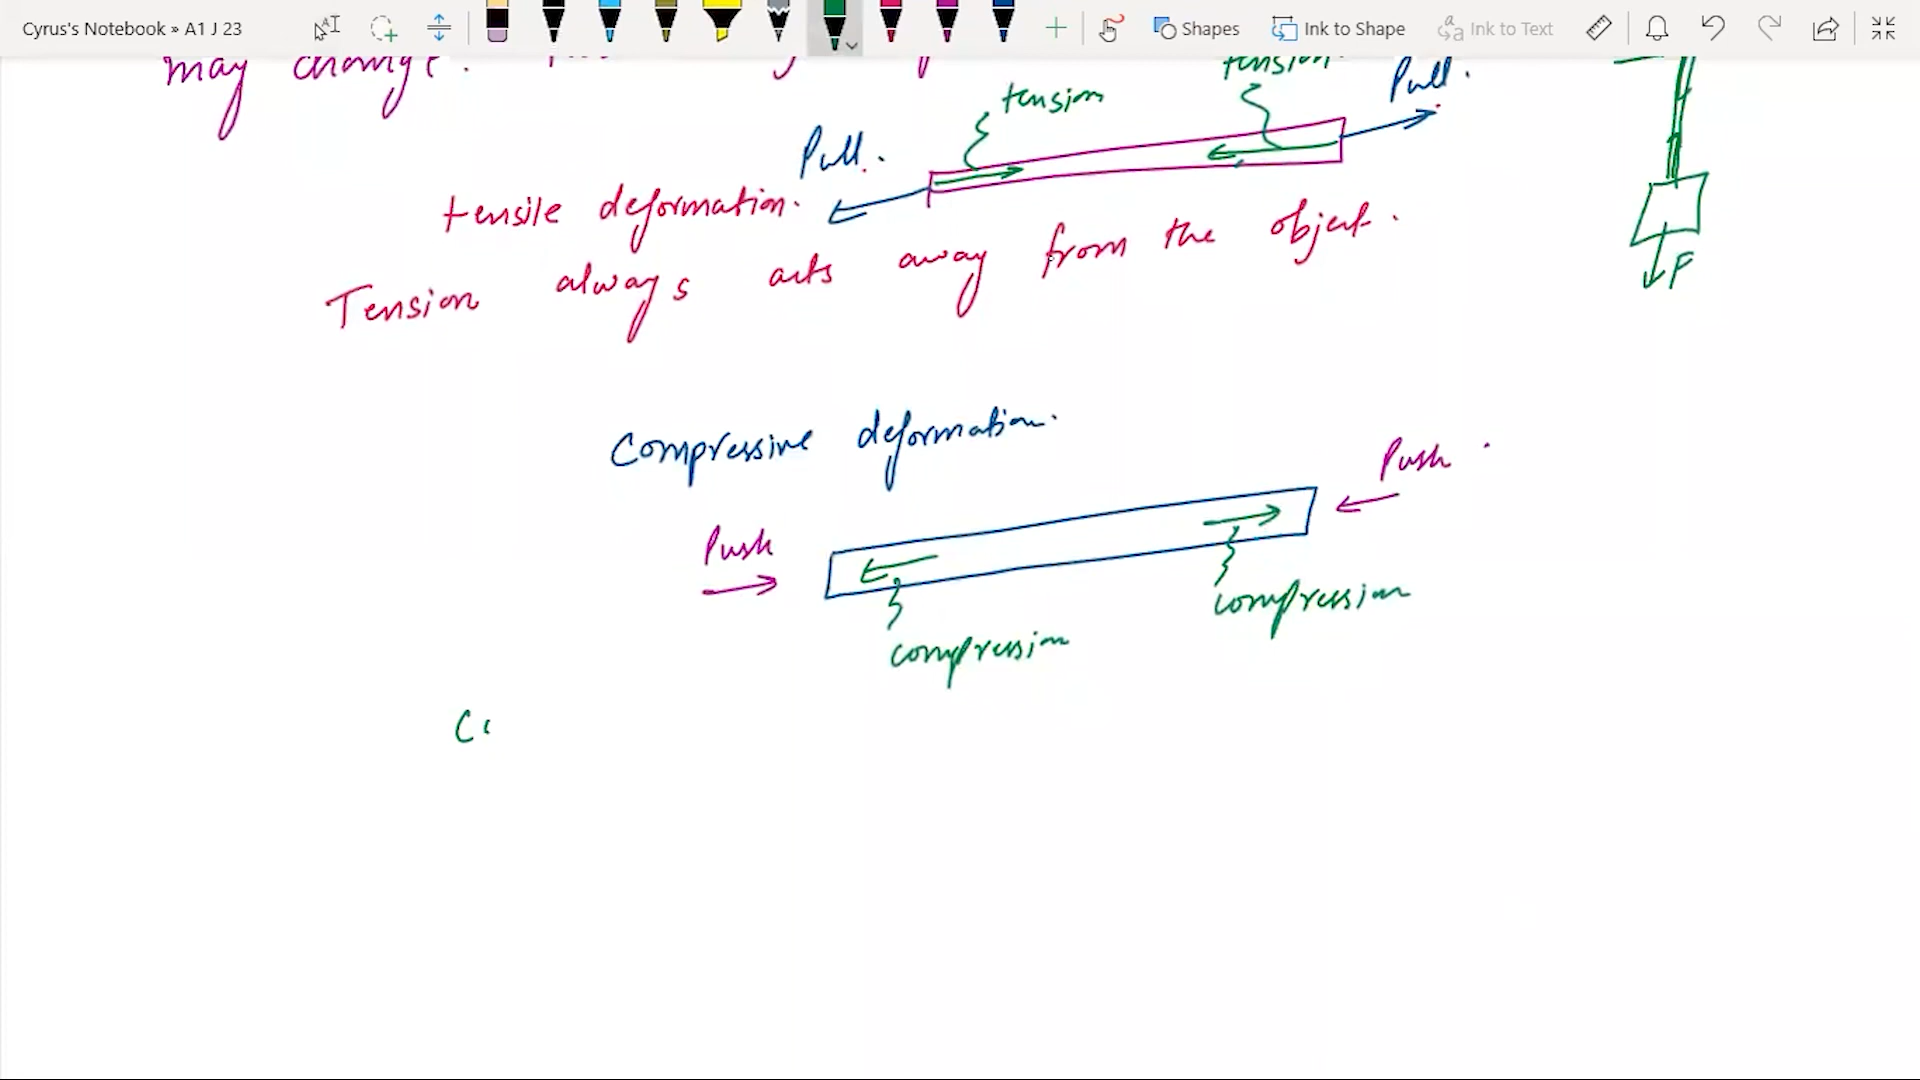 Cyrus's Notebook » A1 J 23
Shapes
Ink to Shape
Ink to Text
may change.
tension
tension.
Pull.
Pull.
tensile deformation.
Tension always acts away from the object.
F
Compressive deformation.
Push
Push
compression
compression